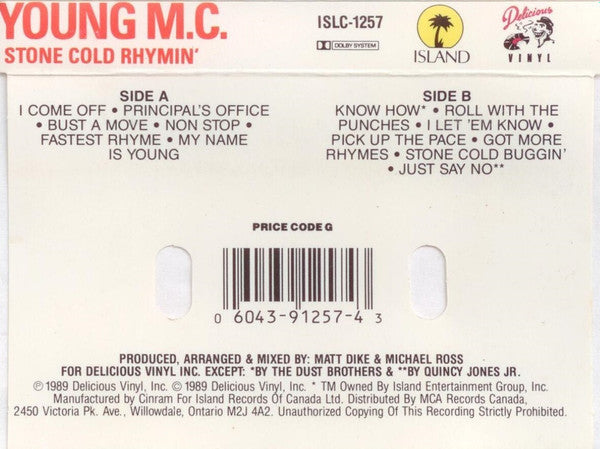 YOUNG M.C.
STONE COLD RHYMIN'
ISLC-1257
DOLBY SYSTEM
ISLAND
Delicious
VINYL
SIDE A
I COME OFF • PRINCIPAL'S OFFICE
• BUST A MOVE • NON STOP •
FASTEST RHYME • MY NAME
IS YOUNG
SIDE B
KNOW HOW* • ROLL WITH THE
PUNCHES • I LET 'EM KNOW •
PICK UP THE PACE • GOT MORE
RHYMES • STONE COLD BUGGIN'
• JUST SAY NO**
PRICE CODE G
0 6043-91257-4 3
PRODUCED, ARRANGED & MIXED BY: MATT DIKE & MICHAEL ROSS
FOR DELICIOUS VINYL INC. EXCEPT: *BY THE DUST BROTHERS & **BY QUINCY JONES JR.
℗ 1989 Delicious Vinyl, Inc. © 1989 Delicious Vinyl, Inc. * TM Owned By Island Entertainment Group, Inc.
Manufactured by Cinram For Island Records Of Canada Ltd. Distributed By MCA Records Canada,
2450 Victoria Pk. Ave., Willowdale, Ontario M2J 4A2. Unauthorized Copying Of This Recording Strictly Prohibited.